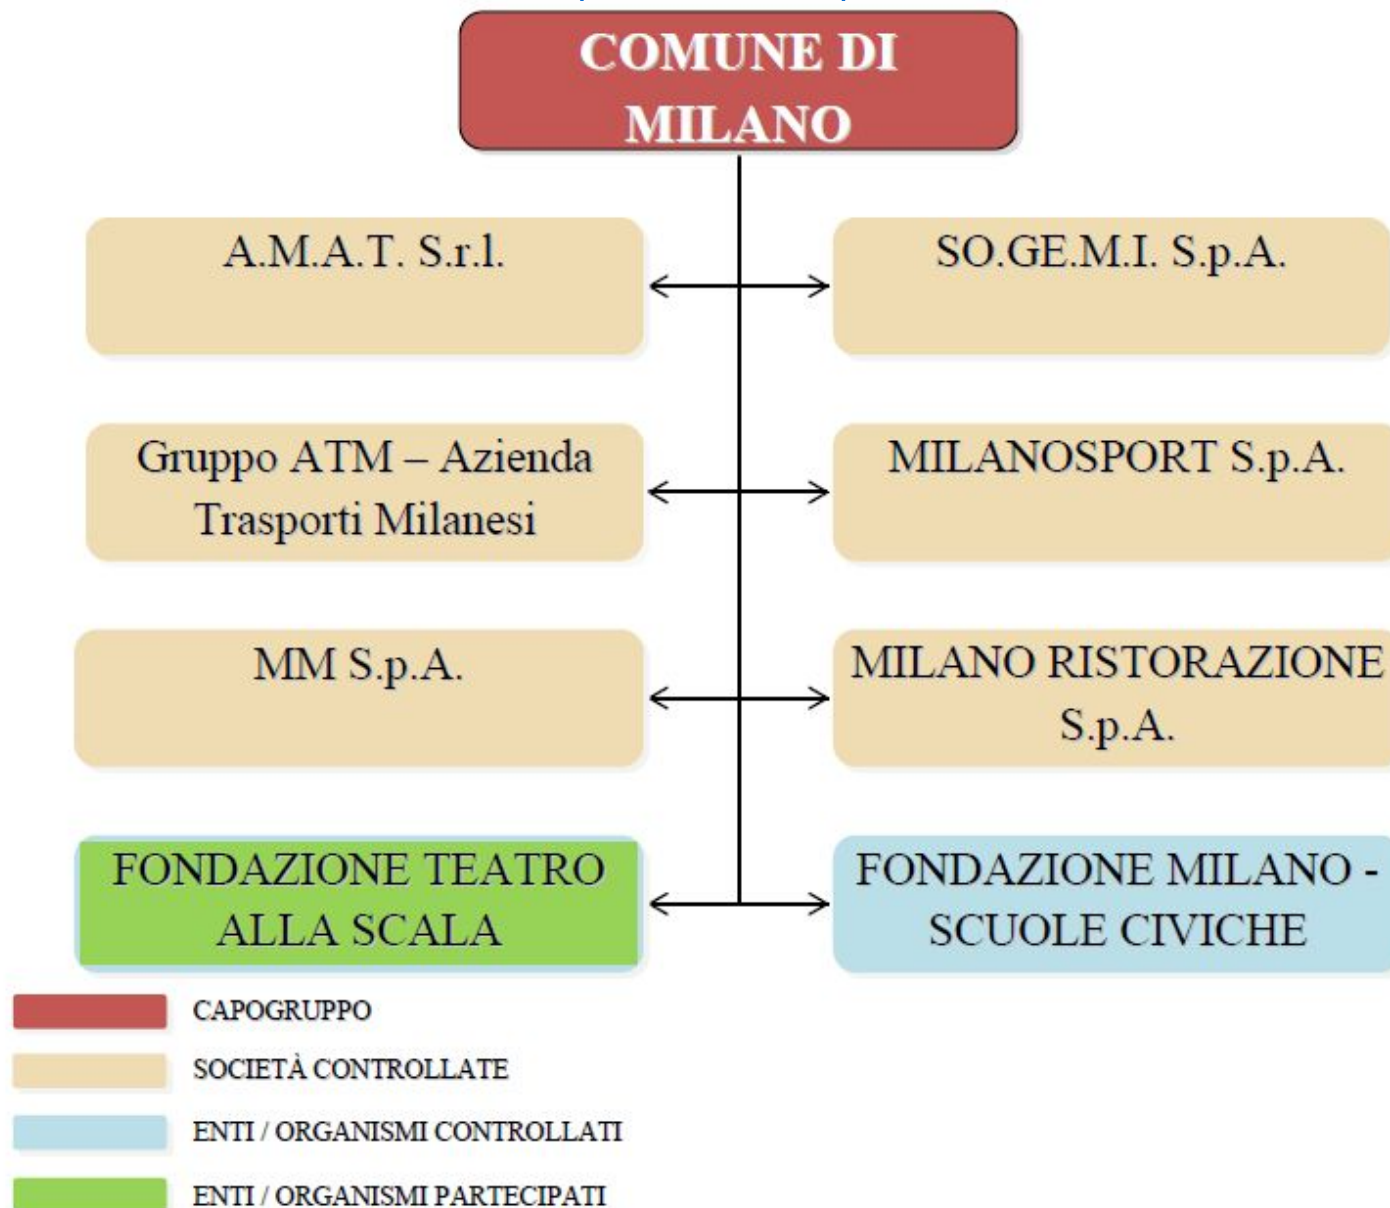 COMUNE DI
MILANO
A.M.A.T. S.r.l.
SO.GE.M.I. S.p.A.
Gruppo ATM – Azienda
Trasporti Milanesi
MILANOSPORT S.p.A.
MM S.p.A.
MILANO RISTORAZIONE
S.p.A.
FONDAZIONE TEATRO
ALLA SCALA
FONDAZIONE MILANO -
SCUOLE CIVICHE
CAPOGRUPPO
SOCIETÀ CONTROLLATE
ENTI / ORGANISMI CONTROLLATI
ENTI / ORGANISMI PARTECIPATI